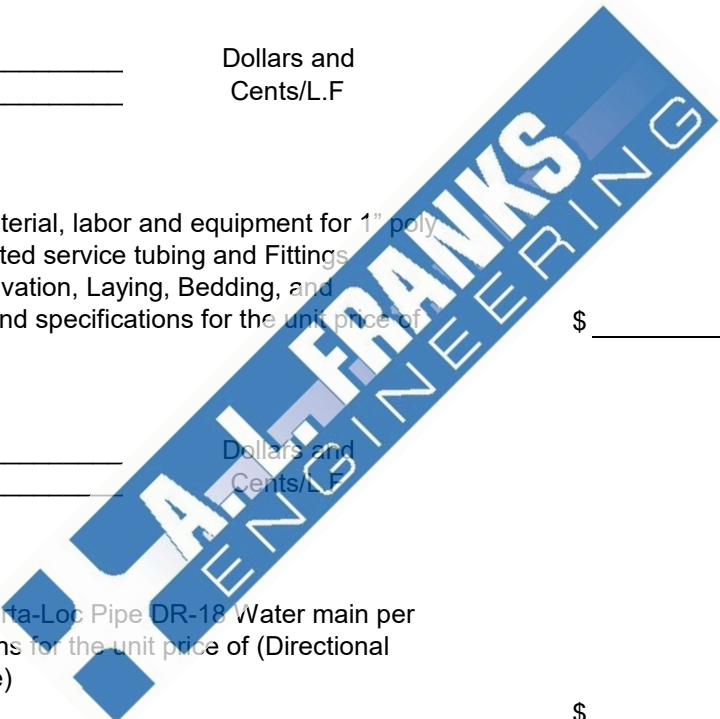 Dollars and
Cents/L.F
terial, labor and equipment for 1” poly
ted service tubing and Fittings
vation, Laying, Bedding, and
nd specifications for the unit price of
$
Dollars and
Cents/L.F
rta-Loc Pipe DR-18 Water main per
ns for the unit price of (Directional
e)
$
A.L. FRANKS
ENGINEERING